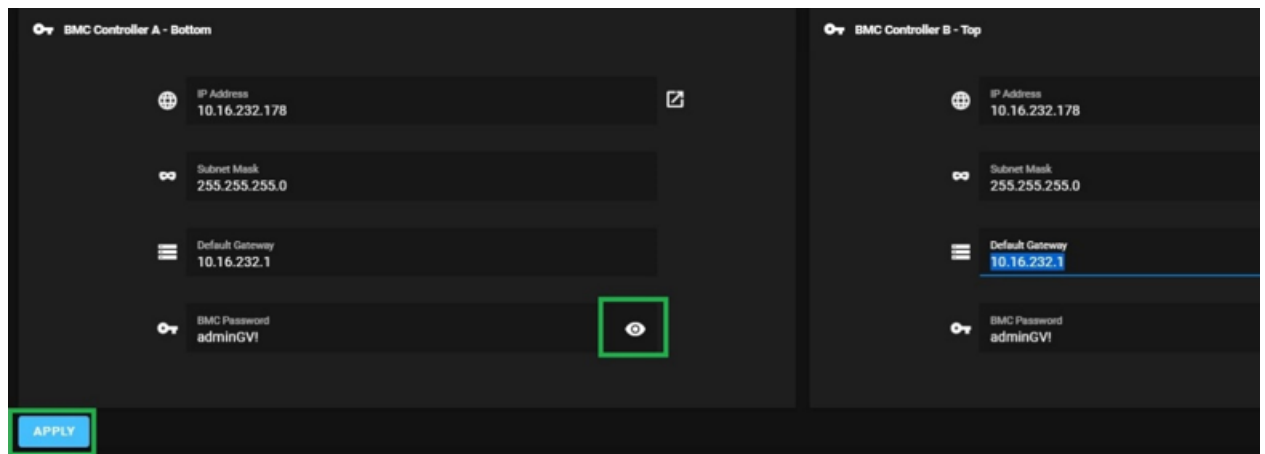 BMC Controller A - Bottom
IP Address
10.16.232.178
Subnet Mask
255.255.255.0
Default Gateway
10.16.232.1
BMC Password
adminGV!
BMC Controller B - Top
IP Address
10.16.232.178
Subnet Mask
255.255.255.0
Default Gateway
10.16.232.1
BMC Password
adminGV!
APPLY